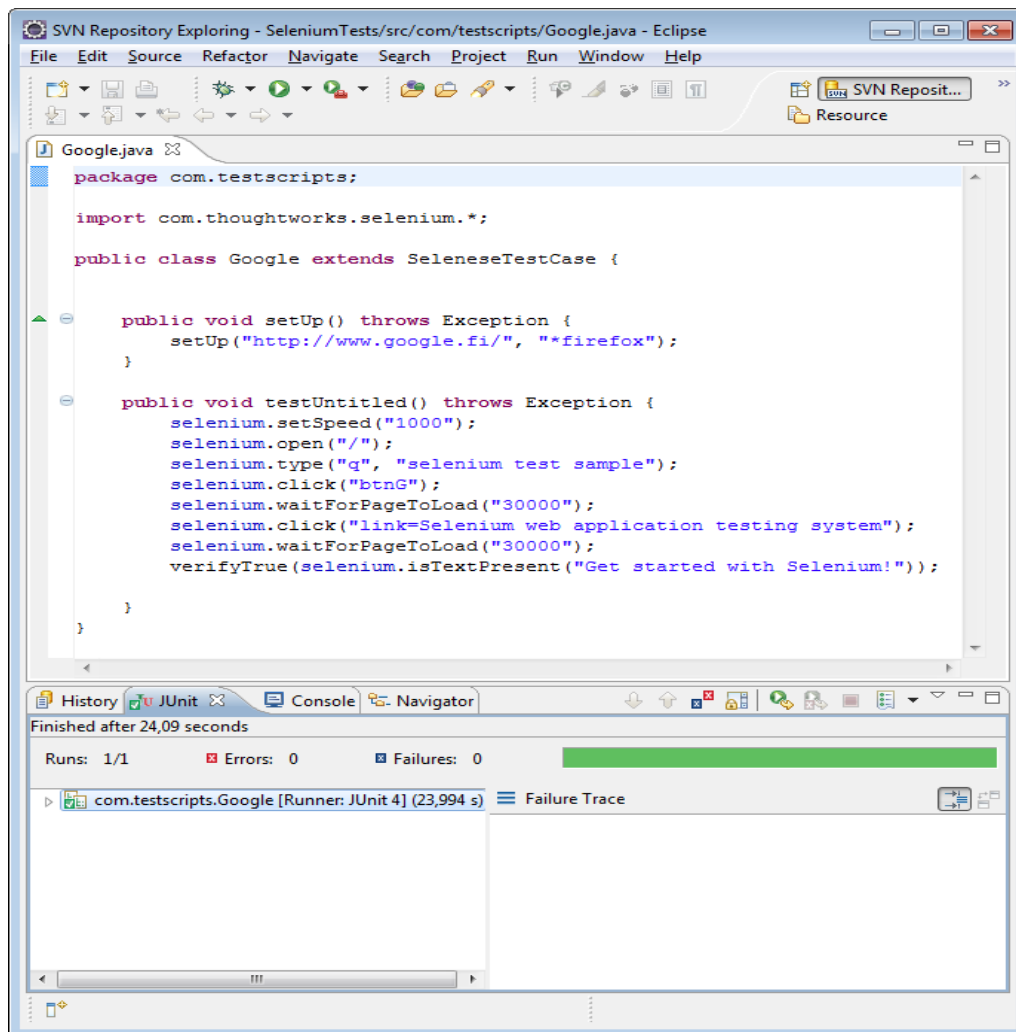 SVN Repository Exploring - SeleniumTests/src/com/testscripts/Google.java - Eclipse
File Edit Source Refactor Navigate Search Project Run Window Help
SVN Reposit...
Resource
Google.java
package com.testscripts;
import com.thoughtworks.selenium.*;
public class Google extends SeleneseTestCase {
public void setUp() throws Exception {
setUp("http://www.google.fi/", "*firefox");
}
public void testUntitled() throws Exception {
selenium.setSpeed("1000");
selenium.open("/");
selenium.type("q", "selenium test sample");
selenium.click("btnG");
selenium.waitForPageToLoad("30000");
selenium.click("link=Selenium web application testing system");
selenium.waitForPageToLoad("30000");
verifyTrue(selenium.isTextPresent("Get started with Selenium!"));
}
}
History JUnit Console Navigator
Finished after 24,09 seconds
Runs: 1/1 Errors: 0 Failures: 0
com.testscripts.Google [Runner: JUnit 4] (23,994 s) Failure Trace